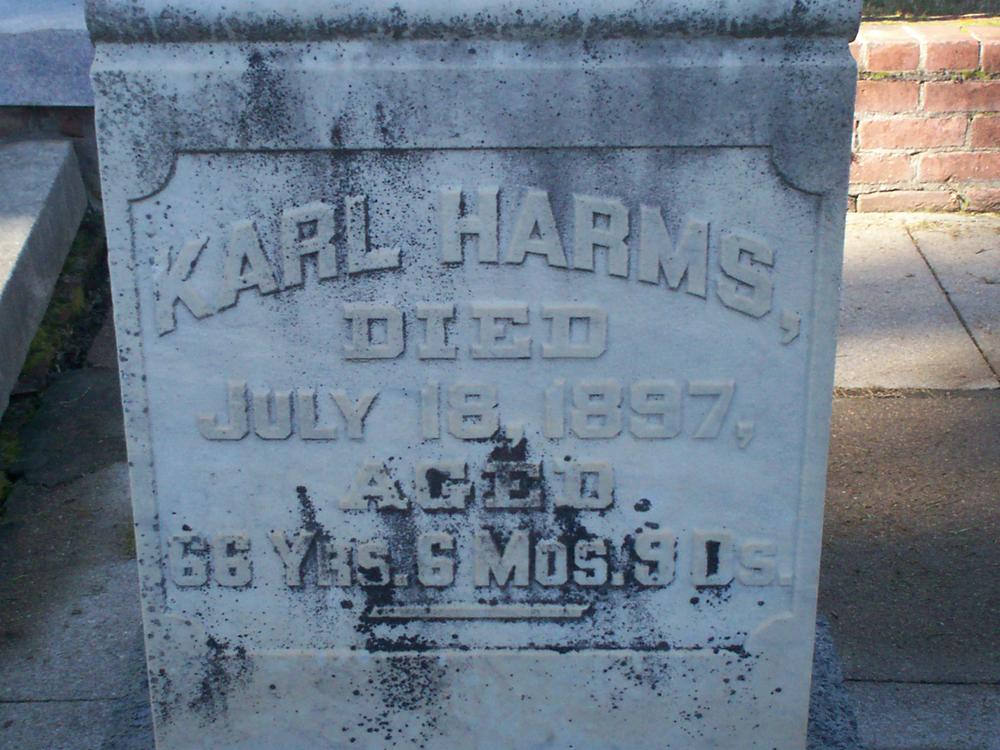 KARL HARMS,
DIED
JULY 18, 1897,
AGED
66 YRS. 6 MOS. 9 DS.